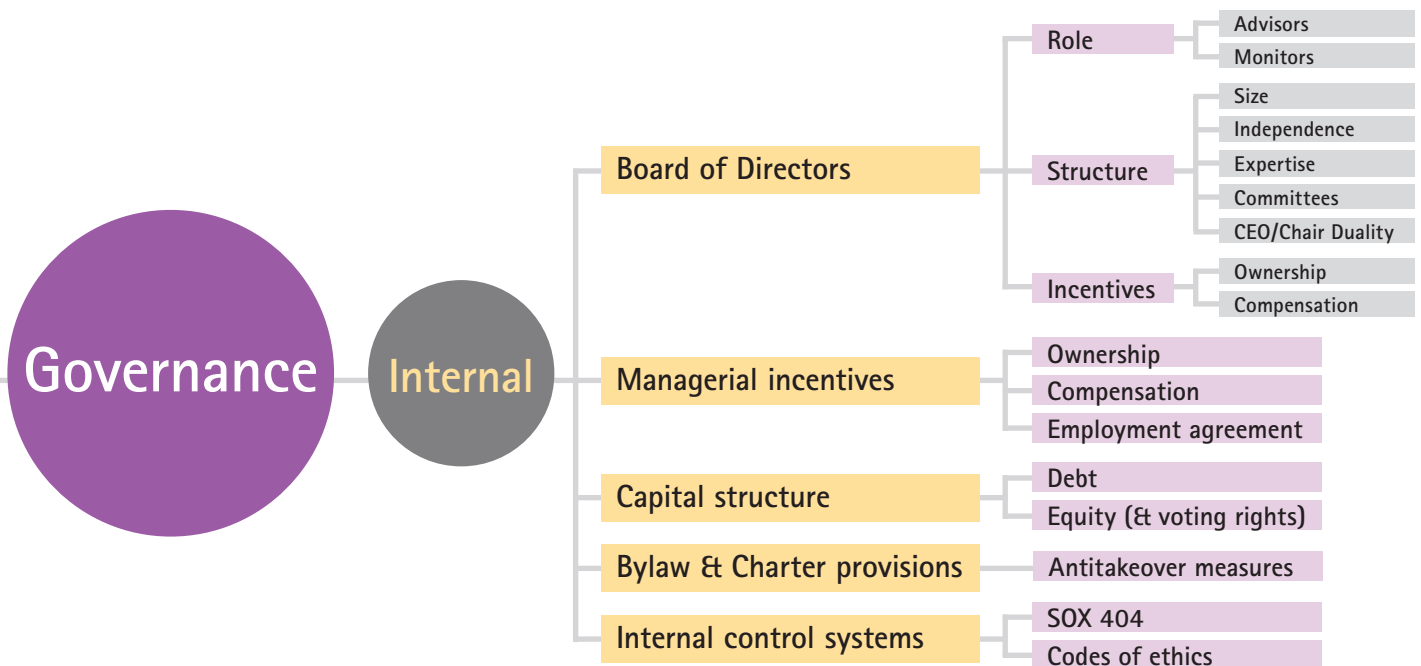 Governance
Internal
Board of Directors
Role
Advisors
Monitors
Structure
Size
Independence
Expertise
Committees
CEO/Chair Duality
Incentives
Ownership
Compensation
Managerial incentives
Ownership
Compensation
Employment agreement
Capital structure
Debt
Equity (& voting rights)
Bylaw & Charter provisions
Antitakeover measures
Internal control systems
SOX 404
Codes of ethics